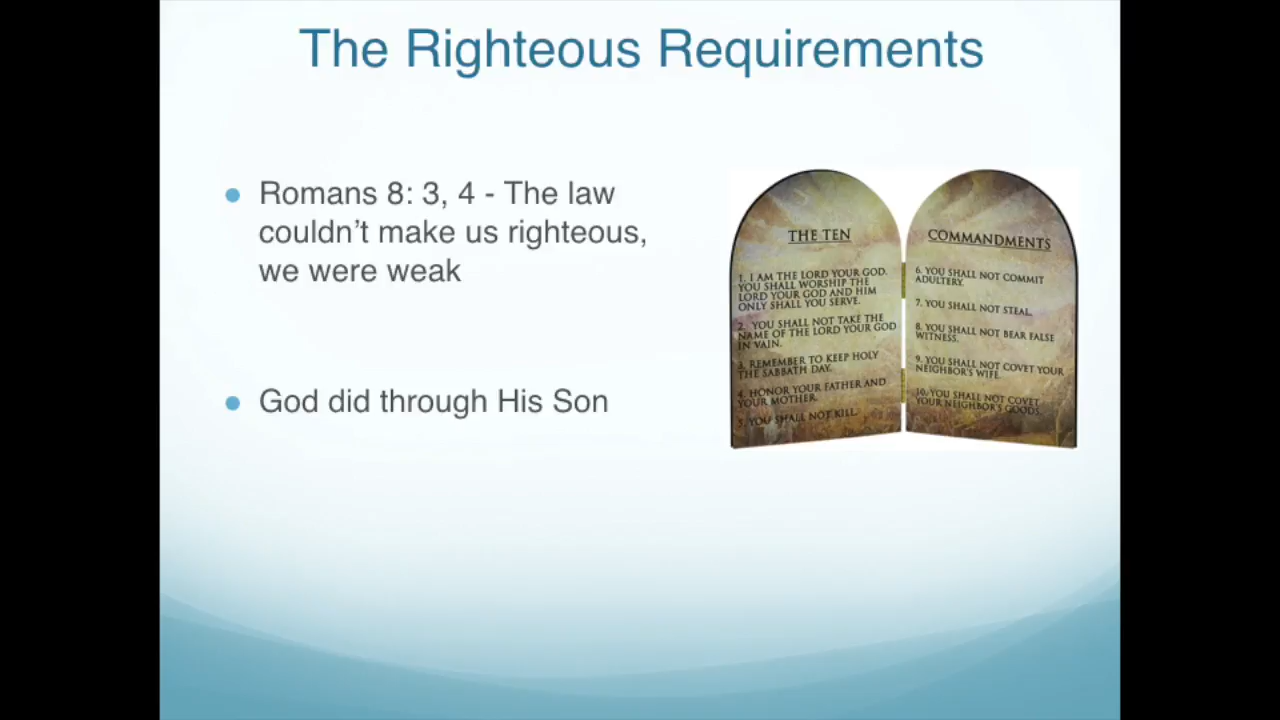 The Righteous Requirements
Romans 8: 3, 4 - The law
couldn't make us righteous,
we were weak
God did through His Son
THE TEN
1. I AM THE LORD YOUR GOD.
YOU SHALL WORSHIP THE
LORD YOUR GOD AND HIM
ONLY SHALL YOU SERVE.
2. YOU SHALL NOT TAKE THE
NAME OF THE LORD YOUR GOD
IN VAIN.
3. REMEMBER TO KEEP HOLY
THE SABBATH DAY.
4. HONOR YOUR FATHER AND
YOUR MOTHER.
5. YOU SHALL NOT KILL.
COMMANDMENTS
6. YOU SHALL NOT COMMIT
ADULTERY.
7. YOU SHALL NOT STEAL.
8. YOU SHALL NOT BEAR FALSE
WITNESS.
9. YOU SHALL NOT COVET YOUR
NEIGHBOR'S WIFE.
10. YOU SHALL NOT COVET
YOUR NEIGHBOR'S GOODS.